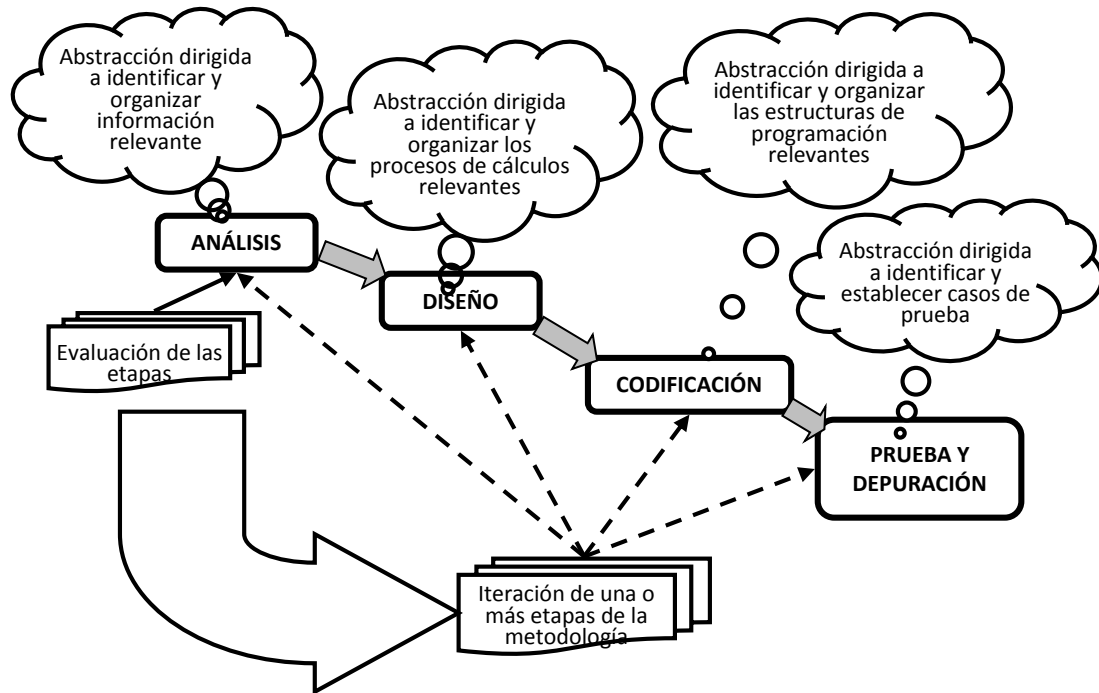 Abstracción dirigida
a identificar y
organizar
información
relevante
Abstracción dirigida
a identificar y
organizar los
procesos de cálculos
relevantes
Abstracción dirigida a
identificar y organizar
las estructuras de
programación
relevantes
Abstracción dirigida
a identificar y
establecer casos de
prueba
ANÁLISIS
DISEÑO
CODIFICACIÓN
PRUEBA Y
DEPURACIÓN
Evaluación de las
etapas
Iteración de una o
más etapas de la
metodología